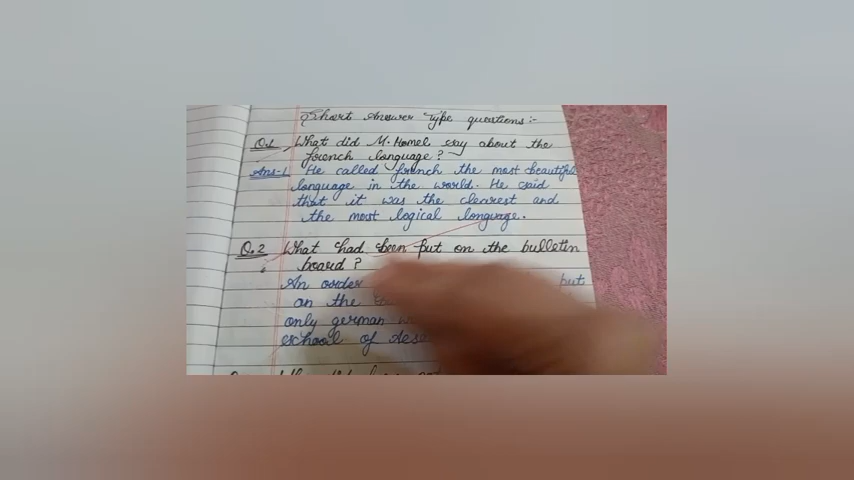 Short Answer Type questions:-
Q.1 What did M. Hamel say about the
french language?
Ans-1 He called french the most beautiful
language in the world. He said
that it was the clearest and
the most logical language.
Q.2 What had been put on the bulletin
board?
An order but
on the
only german
school of